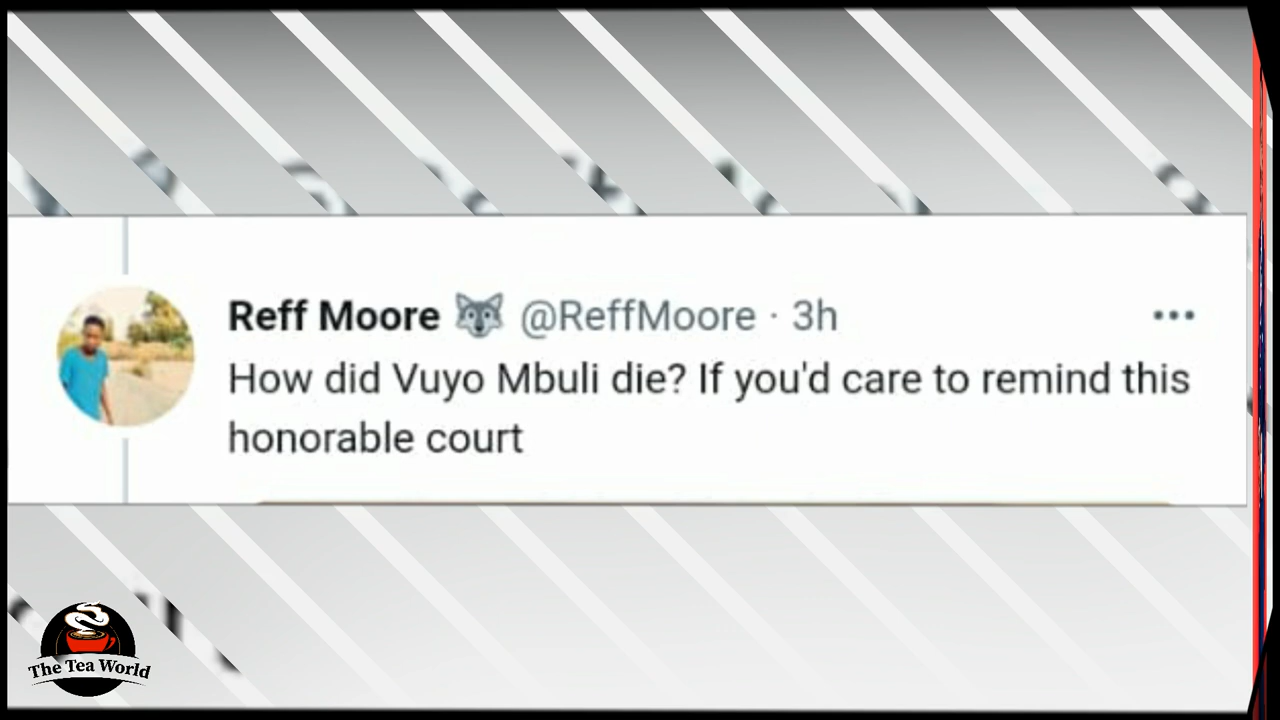 Reff Moore 🐺 @ReffMoore · 3h
How did Vuyo Mbuli die? If you'd care to remind this
honorable court
The Tea World